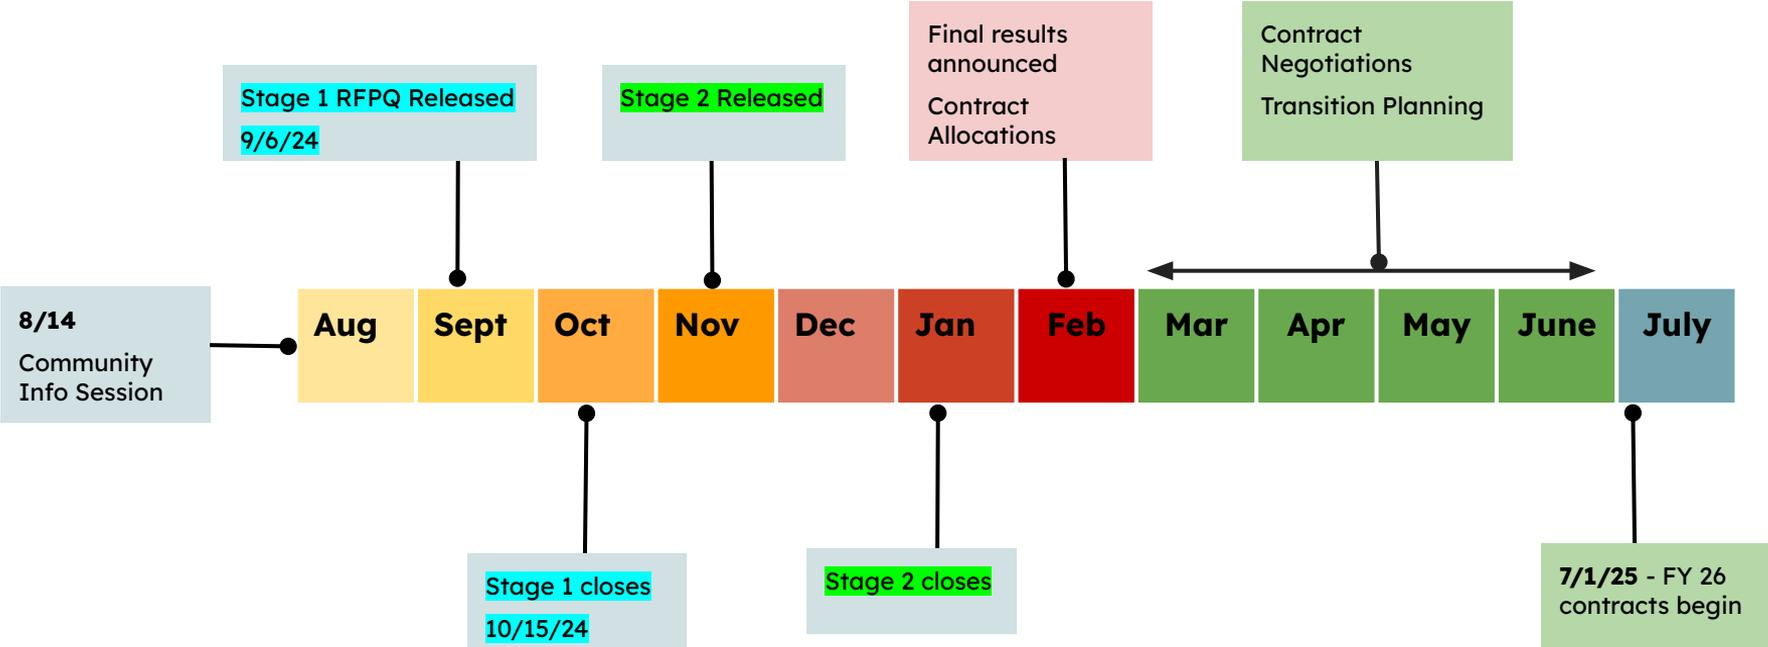 Stage 1 RFPQ Released
9/6/24
Stage 2 Released
Final results
announced
Contract
Allocations
Contract
Negotiations
Transition Planning
8/14
Community
Info Session
Aug
Sept
Oct
Nov
Dec
Jan
Feb
Mar
Apr
May
June
July
Stage 1 closes
10/15/24
Stage 2 closes
7/1/25 - FY 26
contracts begin